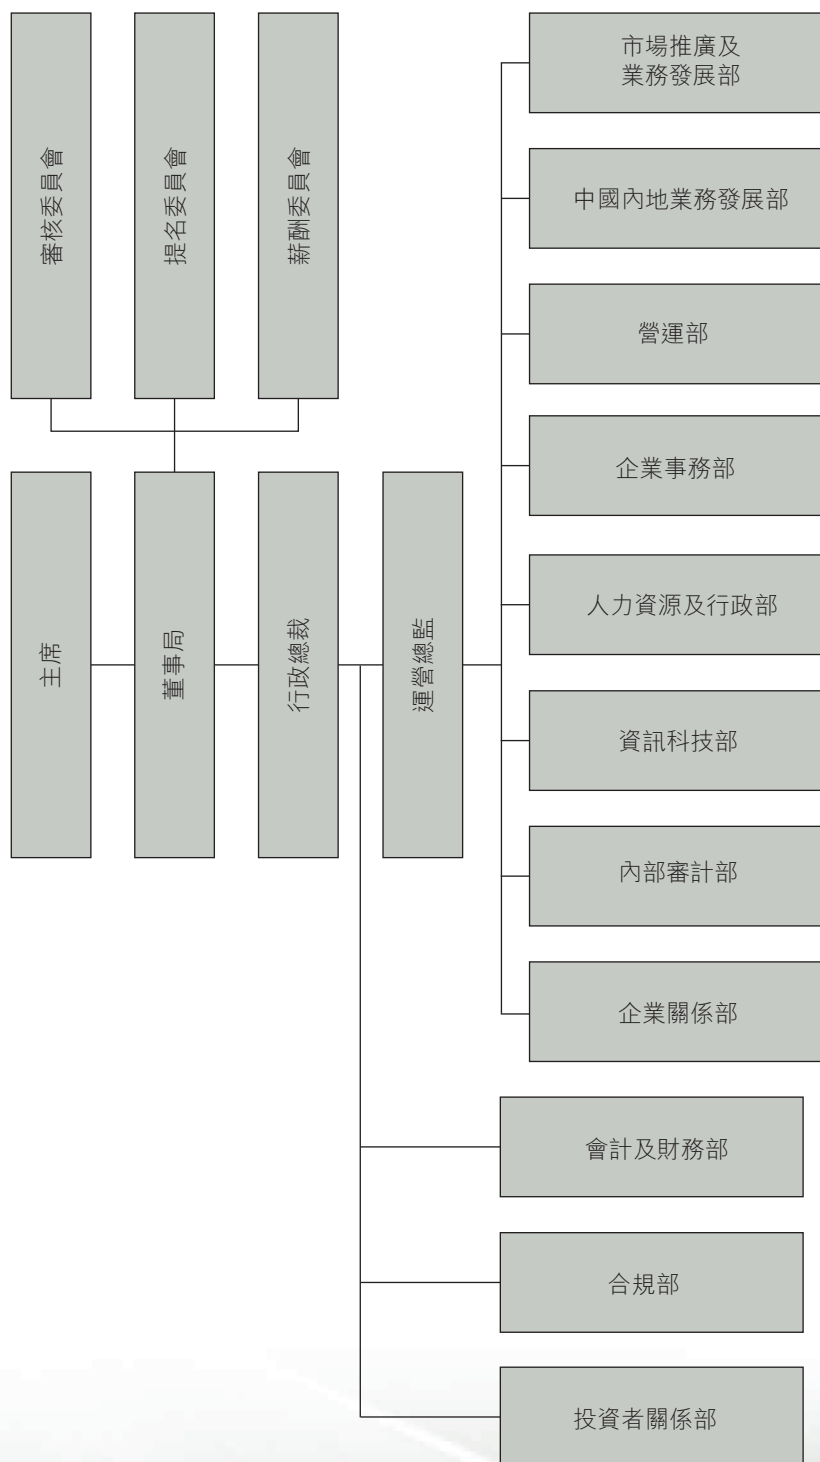 審核委員會
提名委員會
薪酬委員會
主席
董事局
行政總裁
運營總監
市場推廣及
業務發展部
中國內地業務發展部
營運部
企業事務部
人力資源及行政部
資訊科技部
內部審計部
企業關係部
會計及財務部
合規部
投資者關係部